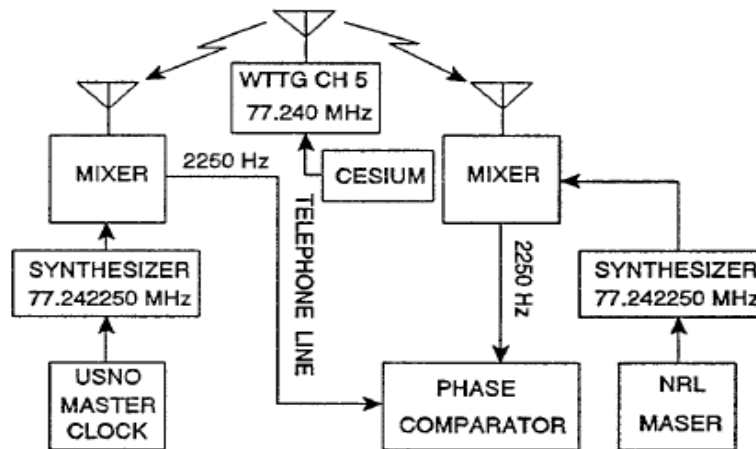 WTTG CH 5
77.240 MHz
MIXER
2250 Hz
CESIUM
MIXER
TELEPHONE LINE
2250 Hz
SYNTHESIZER
77.242250 MHz
SYNTHESIZER
77.242250 MHz
USNO
MASTER
CLOCK
PHASE
COMPARATOR
NRL
MASER